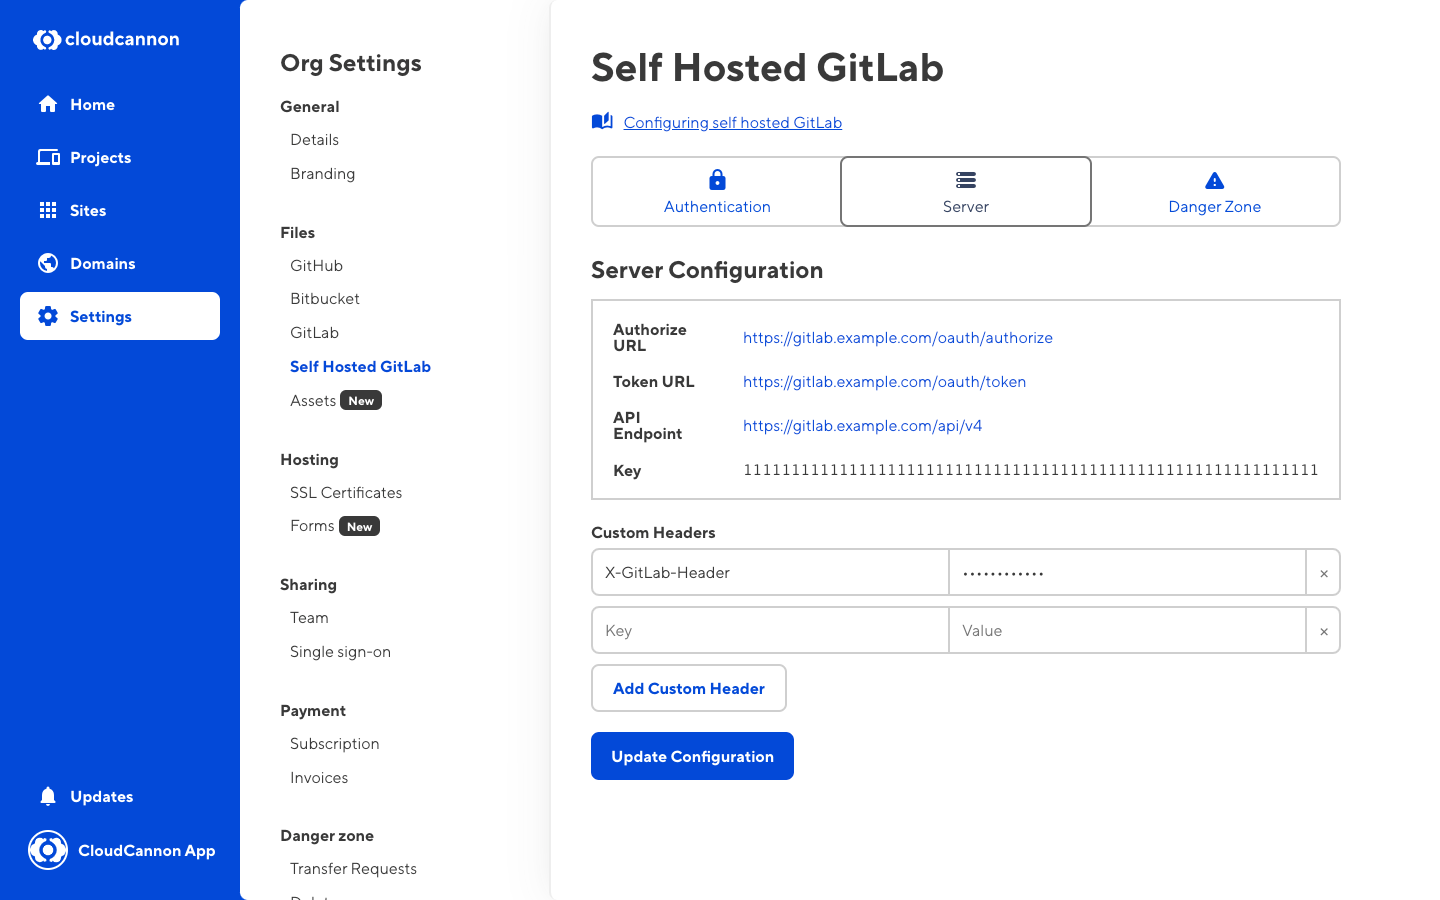 cloudcannon
Home
Projects
Sites
Domains
Settings
Updates
CloudCannon App
Org Settings
General
Details
Branding
Files
GitHub
Bitbucket
GitLab
Self Hosted GitLab
Assets New
Hosting
SSL Certificates
Forms New
Sharing
Team
Single sign-on
Payment
Subscription
Invoices
Danger zone
Transfer Requests
Self Hosted GitLab
Configuring self hosted GitLab
Authentication
Server
Danger Zone
Server Configuration
Authorize
URL
https://gitlab.example.com/oauth/authorize
Token URL
https://gitlab.example.com/oauth/token
API
Endpoint
https://gitlab.example.com/api/v4
Key
1111111111111111111111111111111111111111111111111111111111111111
Custom Headers
X-GitLab-Header
••••••••••••
×
Key
Value
×
Add Custom Header
Update Configuration